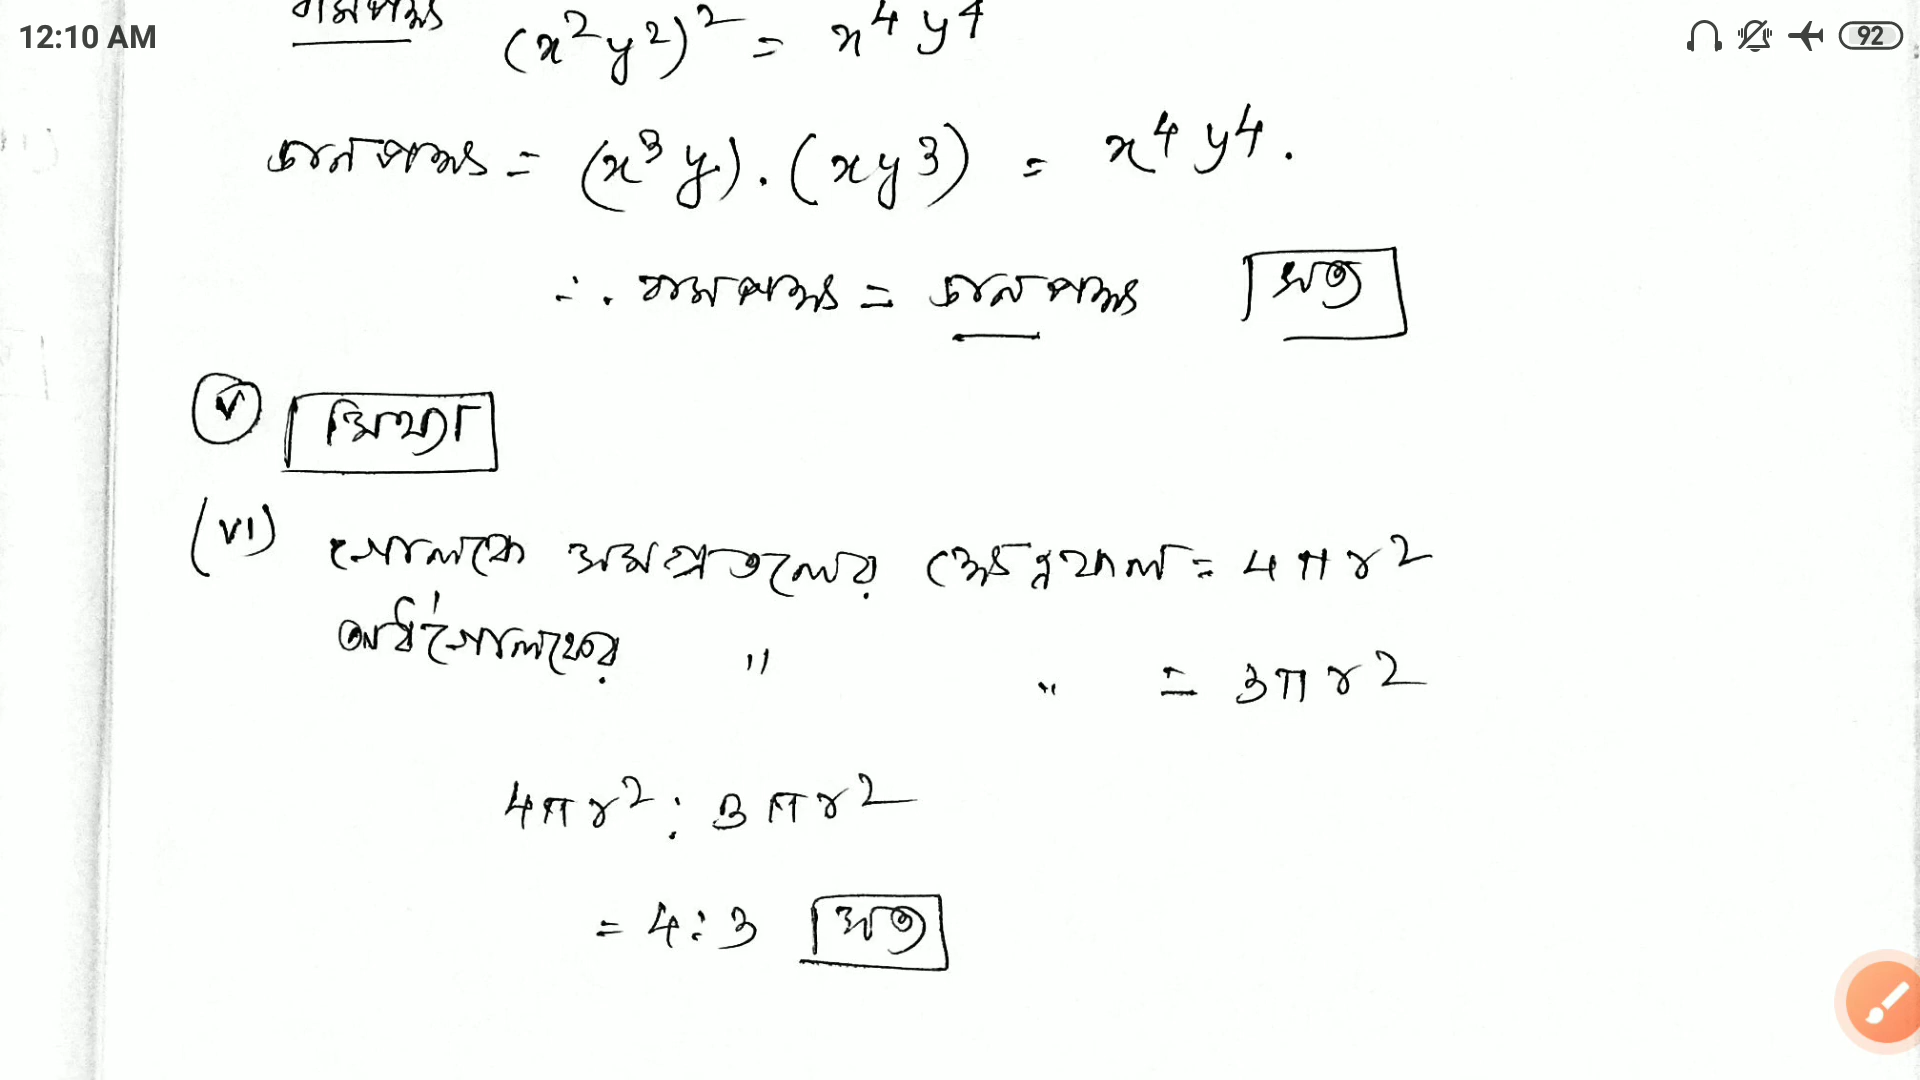 12:10 AM 92
বামপক্ষ (x²y²)² = x⁴y⁴
ডানপক্ষ = (x³y).(xy³) = x⁴y⁴.
∴ বামপক্ষ = ডানপক্ষ সত্য
(v) মিথ্যা
(vi) গোলকে সমগ্রতলের ক্ষেত্রফল = 4πr²
অর্ধগোলকের " " = 3πr²
4πr² : 3πr²
= 4:3 সত্য